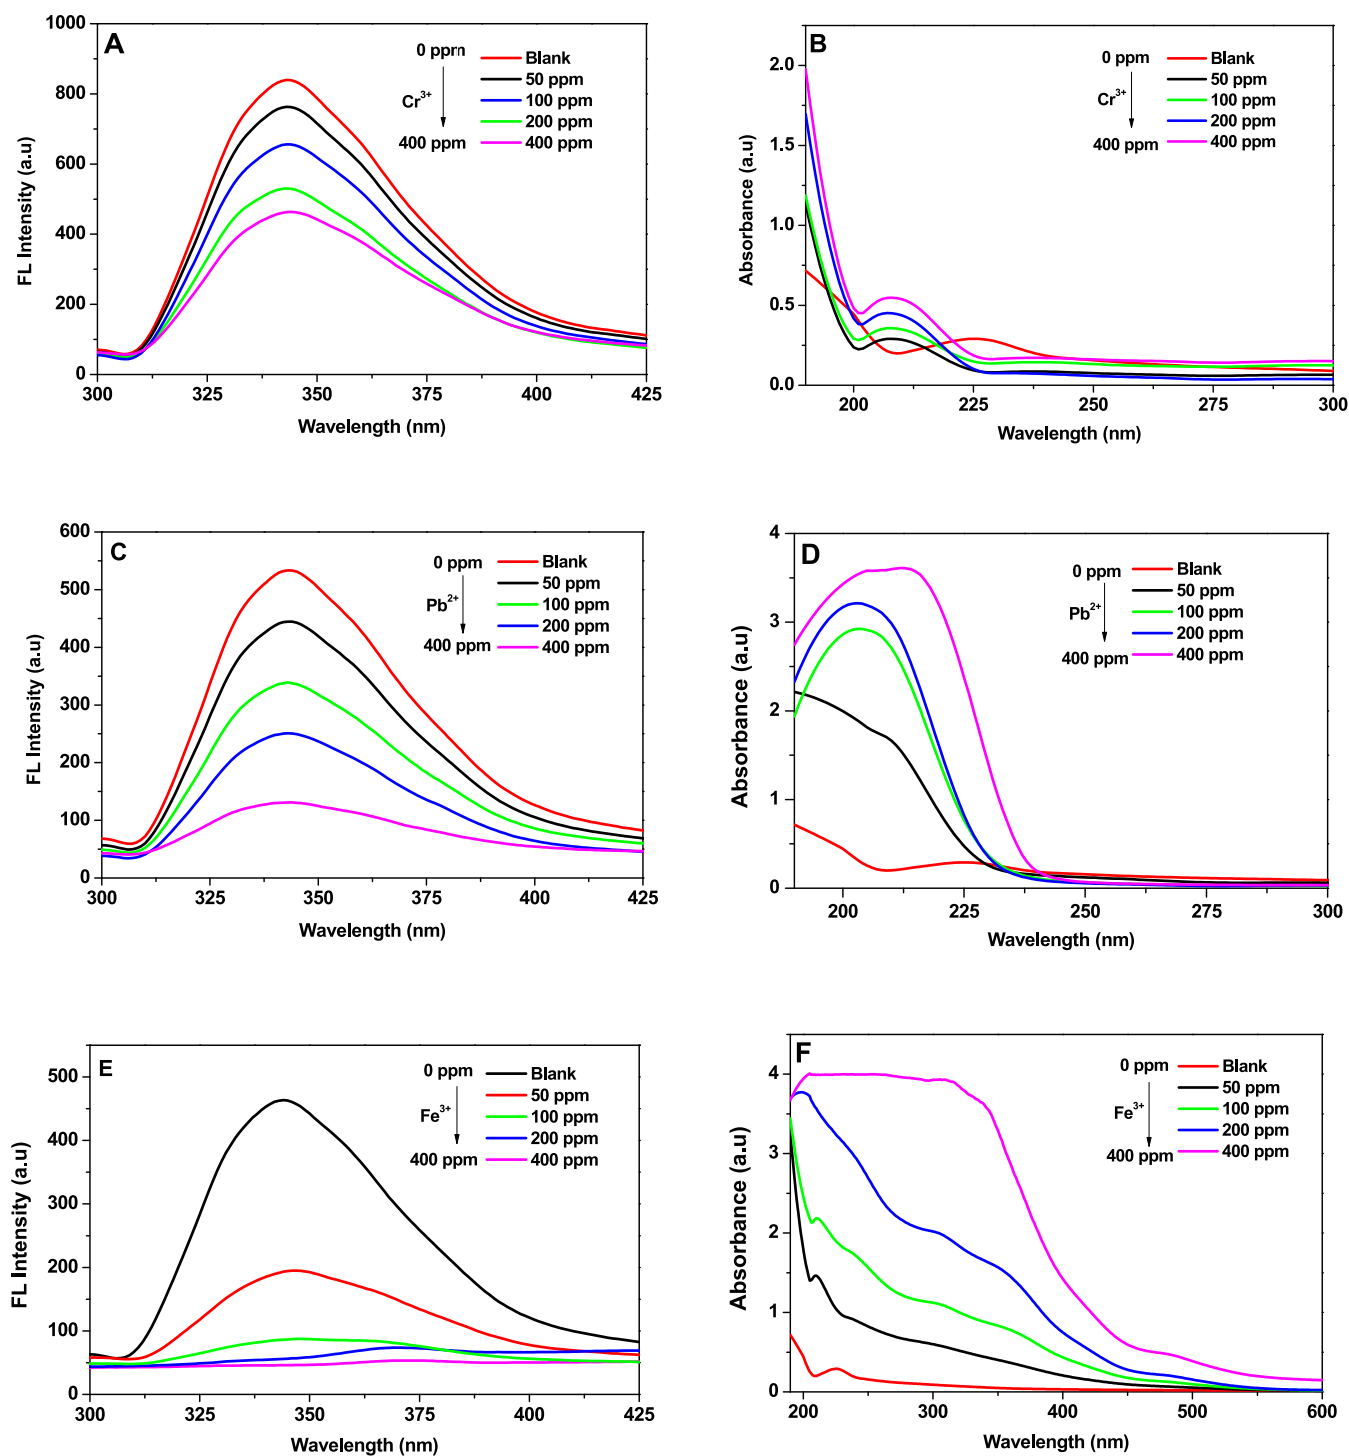 A
0 ppm
Cr3+
400 ppm
Blank
50 ppm
100 ppm
200 ppm
400 ppm
1000
800
600
400
200
0
FL Intensity (a.u)
300
325
350
375
400
425
Wavelength (nm)
B
0 ppm
Cr3+
400 ppm
Blank
50 ppm
100 ppm
200 ppm
400 ppm
2.0
1.5
1.0
0.5
0.0
Absorbance (a.u)
200
225
250
275
300
Wavelength (nm)
C
0 ppm
Pb2+
400 ppm
Blank
50 ppm
100 ppm
200 ppm
400 ppm
600
500
400
300
200
100
0
FL Intensity (a.u)
300
325
350
375
400
425
Wavelength (nm)
D
0 ppm
Pb2+
400 ppm
Blank
50 ppm
100 ppm
200 ppm
400 ppm
4
3
2
1
0
Absorbance (a.u)
200
225
250
275
300
Wavelength (nm)
E
0 ppm
Fe3+
400 ppm
Blank
50 ppm
100 ppm
200 ppm
400 ppm
500
400
300
200
100
0
FL Intensity (a.u)
300
325
350
375
400
425
Wavelength (nm)
F
0 ppm
Fe3+
400 ppm
Blank
50 ppm
100 ppm
200 ppm
400 ppm
4
3
2
1
0
Absorbance (a.u)
200
300
400
500
600
Wavelength (nm)